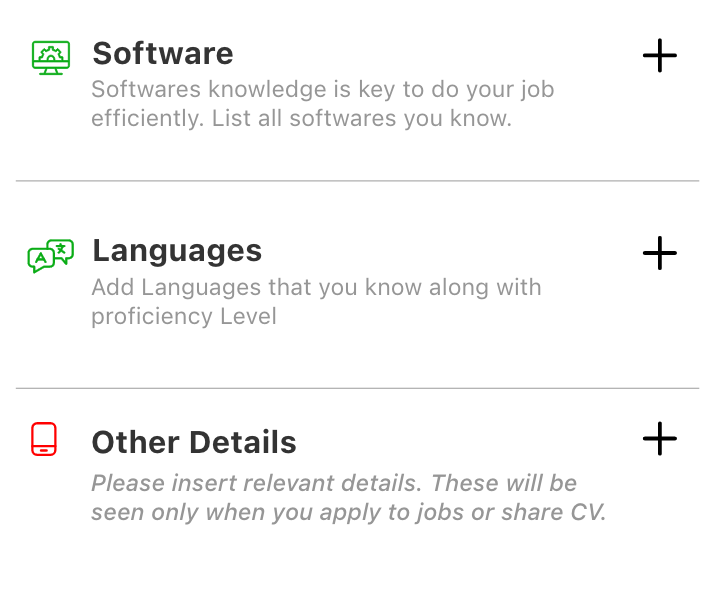 Software
Softwares knowledge is key to do your job
efficiently. List all softwares you know.
Languages
Add Languages that you know along with
proficiency Level
Other Details
Please insert relevant details. These will be
seen only when you apply to jobs or share CV.